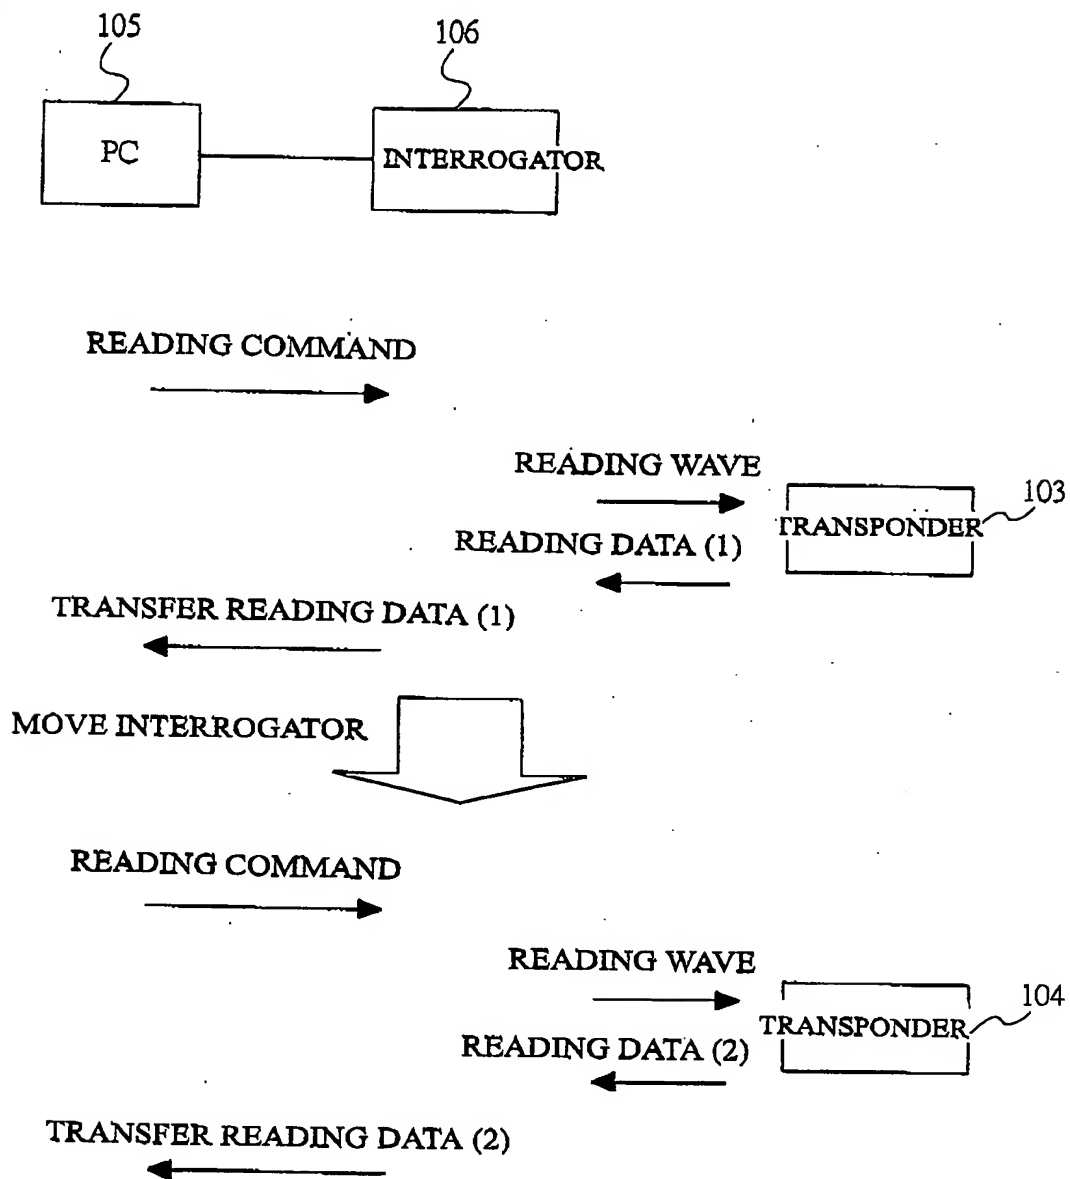 105
106
PC
INTERROGATOR
READING COMMAND
READING WAVE
103
TRANSPONDER
READING DATA (1)
TRANSFER READING DATA (1)
MOVE INTERROGATOR
READING COMMAND
READING WAVE
104
TRANSPONDER
READING DATA (2)
TRANSFER READING DATA (2)